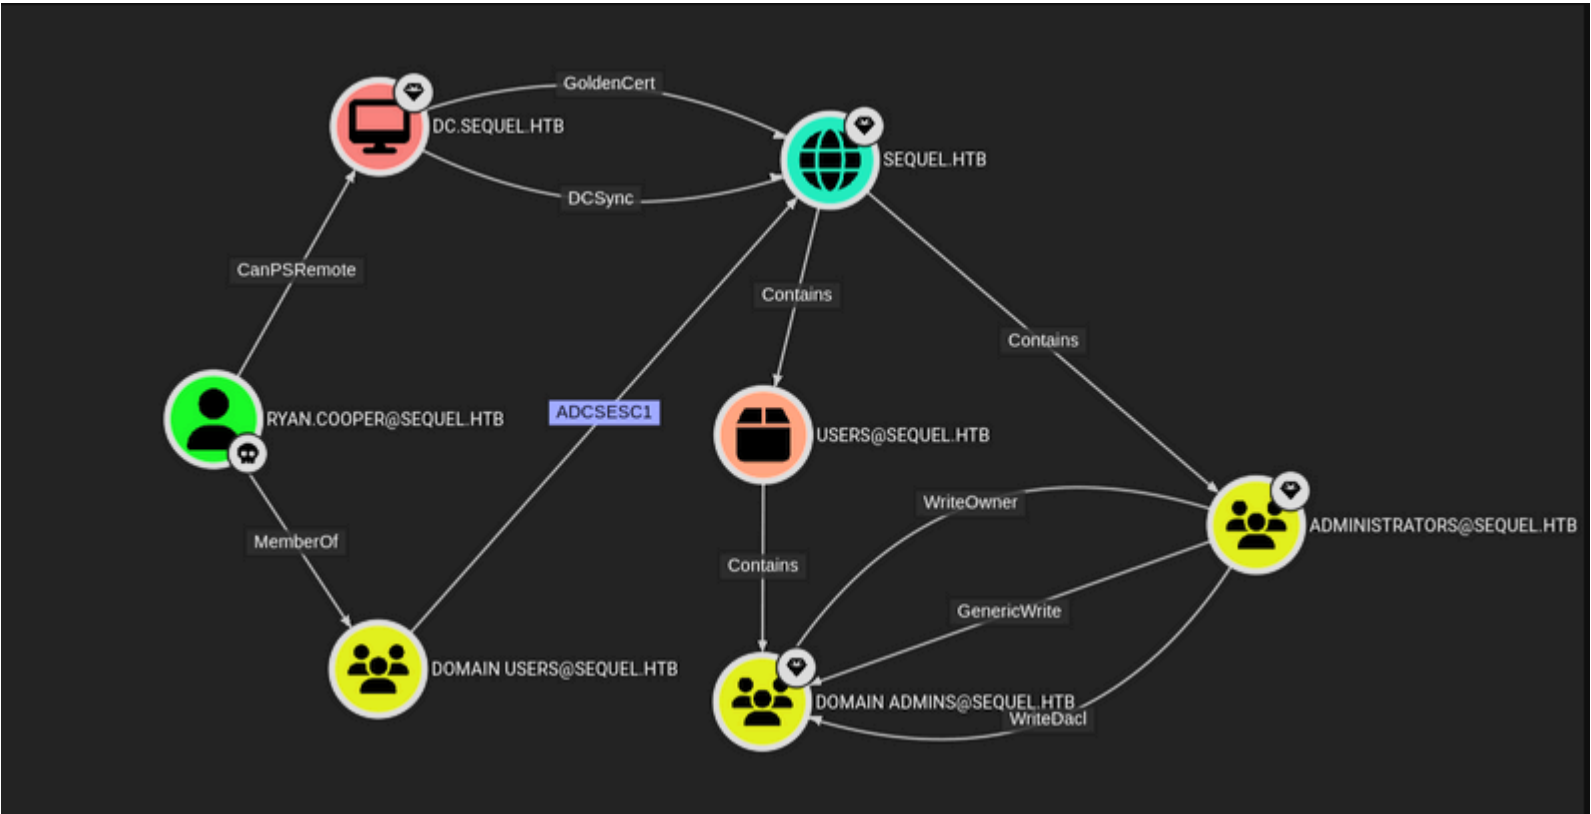 GoldenCert
DC.SEQUEL.HTB
SEQUEL.HTB
DCSync
CanPSRemote
Contains
Contains
ADCSESC1
RYAN.COOPER@SEQUEL.HTB
USERS@SEQUEL.HTB
WriteOwner
ADMINISTRATORS@SEQUEL.HTB
MemberOf
Contains
GenericWrite
DOMAIN USERS@SEQUEL.HTB
DOMAIN ADMINS@SEQUEL.HTB
WriteDacl